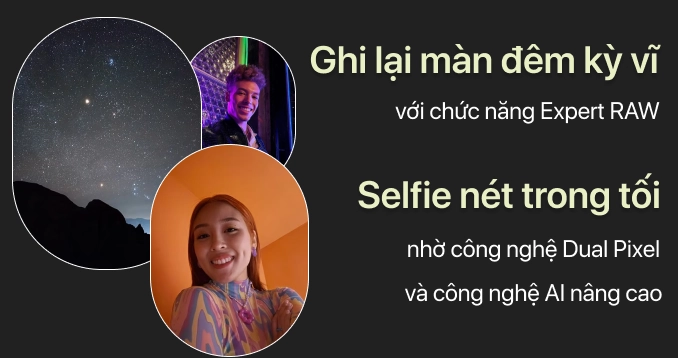 Ghi lại màn đêm kỳ vĩ
với chức năng Expert RAW
Selfie nét trong tối
nhờ công nghệ Dual Pixel
và công nghệ AI nâng cao